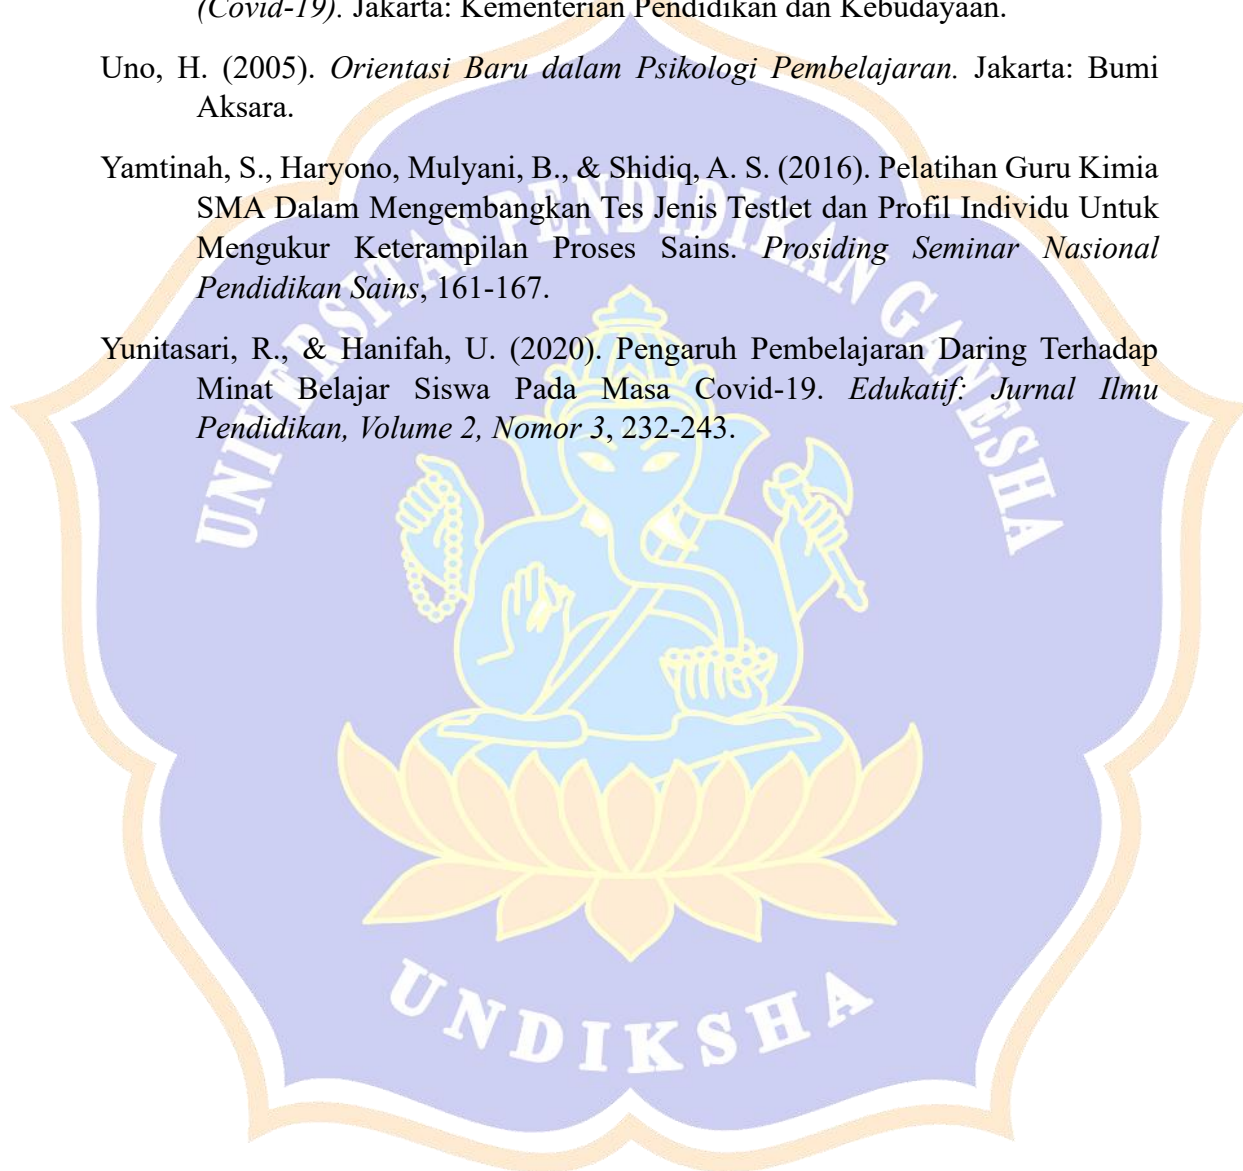 (Covid-19). Jakarta: Kementerian Pendidikan dan Kebudayaan.
Uno, H. (2005). Orientasi Baru dalam Psikologi Pembelajaran. Jakarta: Bumi
Aksara.
Yamtinah, S., Haryono, Mulyani, B., & Shidiq, A. S. (2016). Pelatihan Guru Kimia
SMA Dalam Mengembangkan Tes Jenis Testlet dan Profil Individu Untuk
Mengukur Keterampilan Proses Sains. Prosiding Seminar Nasional
Pendidikan Sains, 161-167.
Yunitasari, R., & Hanifah, U. (2020). Pengaruh Pembelajaran Daring Terhadap
Minat Belajar Siswa Pada Masa Covid-19. Edukatif: Jurnal Ilmu
Pendidikan, Volume 2, Nomor 3, 232-243.
UNIVERSITAS PENDIDIKAN GANESHA
UNDIKSHA